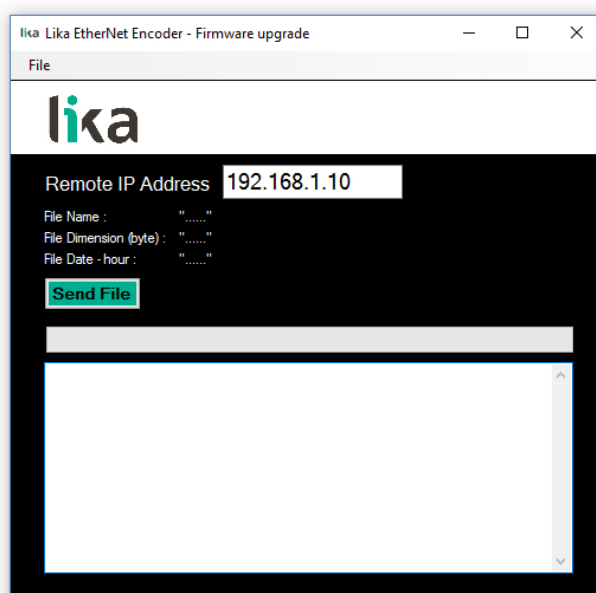 lika Lika EtherNet Encoder - Firmware upgrade
File
lika
Remote IP Address 192.168.1.10
File Name : "......"
File Dimension (byte) : "......"
File Date - hour : "......"
Send File